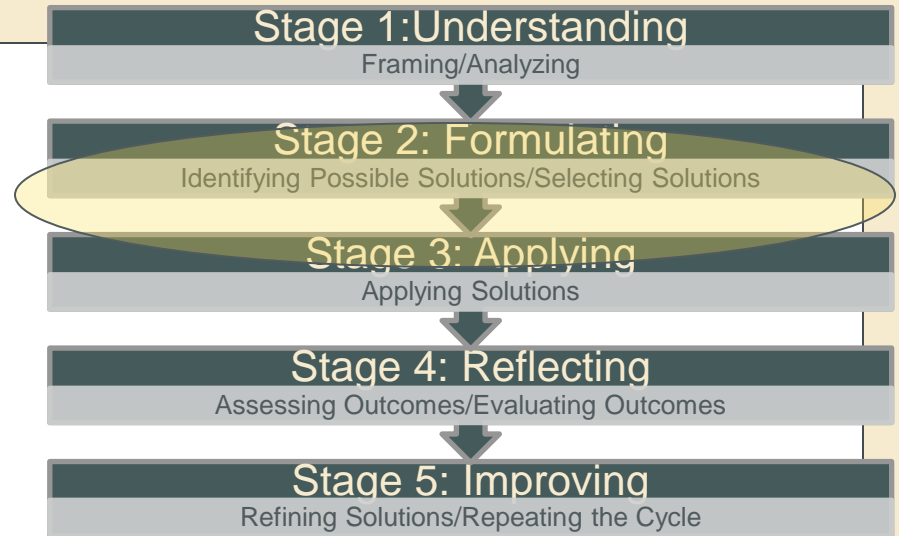 Stage 1:Understanding
Framing/Analyzing
Stage 2: Formulating
Identifying Possible Solutions/Selecting Solutions
Stage 3: Applying
Applying Solutions
Stage 4: Reflecting
Assessing Outcomes/Evaluating Outcomes
Stage 5: Improving
Refining Solutions/Repeating the Cycle